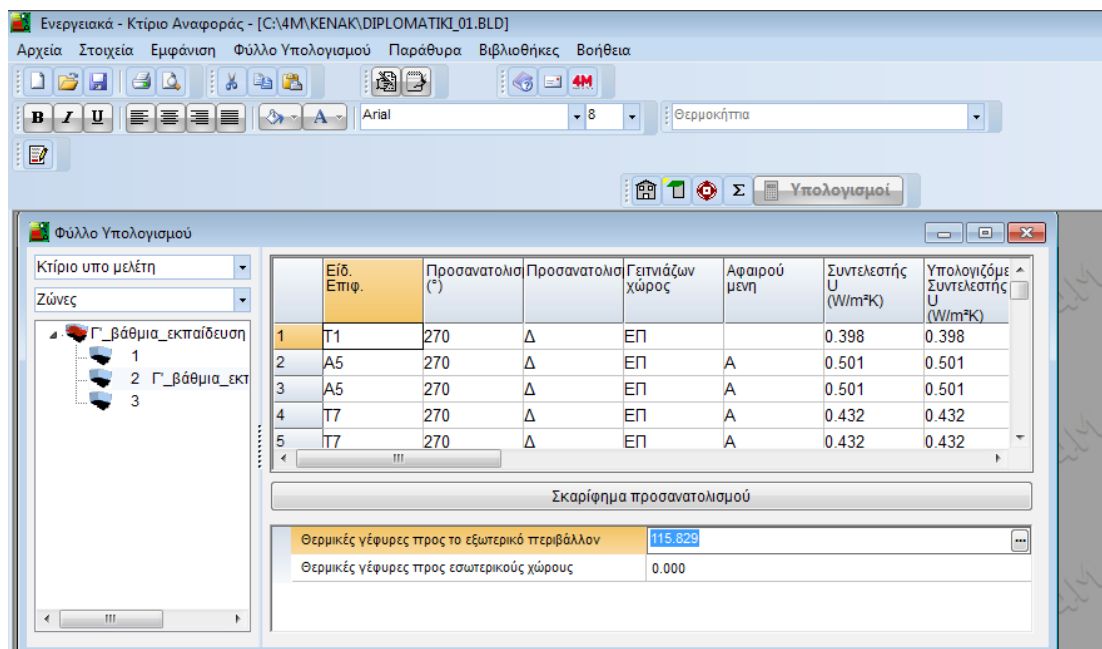 Ενεργειακά - Κτίριο Αναφοράς - [C:\4M\KENAK\DIPLOMATIKI_01.BLD]
Αρχεία Στοιχεία Εμφάνιση Φύλλο Υπολογισμού Παράθυρα Βιβλιοθήκες Βοήθεια
4M
B I U A Arial 8 Θερμοκήπια
Σ Υπολογισμοί
Φύλλο Υπολογισμού
Κτίριο υπο μελέτη
Ζώνες
Γ'_βάθμια_εκπαίδευση
1
2 Γ'_βάθμια_εκπ
3
Είδ. Επιφ. Προσανατολισ (°) Προσανατολισ Γειτνιάζων χώρος Αφαιρού μενη Συντελεστής U (W/m²K) Υπολογιζόμε Συντελεστής U (W/m²K)
1 T1 270 Δ ΕΠ 0.398 0.398
2 A5 270 Δ ΕΠ A 0.501 0.501
3 A5 270 Δ ΕΠ A 0.501 0.501
4 T7 270 Δ ΕΠ A 0.432 0.432
5 T7 270 Δ ΕΠ A 0.432 0.432
Σκαρίφημα προσανατολισμού
Θερμικές γέφυρες προς το εξωτερικό περιβάλλον 115.829 ...
Θερμικές γέφυρες προς εσωτερικούς χώρους 0.000